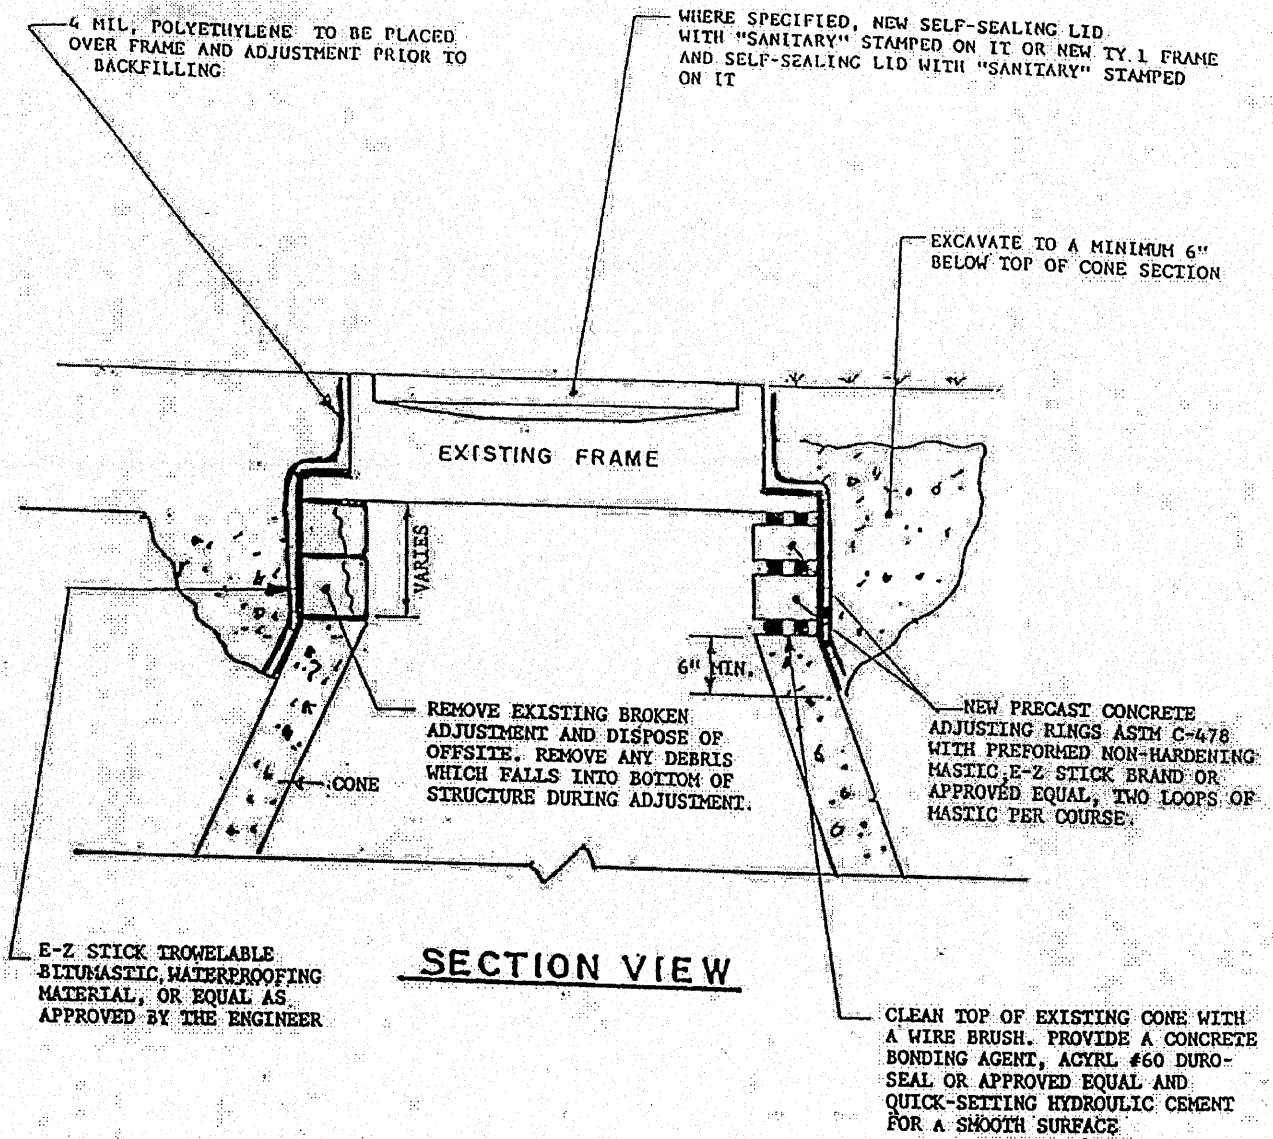 4 MIL, POLYETHYLENE TO BE PLACED
OVER FRAME AND ADJUSTMENT PRIOR TO
BACKFILLING
WHERE SPECIFIED, NEW SELF-SEALING LID
WITH "SANITARY" STAMPED ON IT OR NEW TY.1 FRAME
AND SELF-SEALING LID WITH "SANITARY" STAMPED
ON IT
EXCAVATE TO A MINIMUM 6"
BELOW TOP OF CONE SECTION
EXISTING FRAME
VARIES
6" MIN.
REMOVE EXISTING BROKEN
ADJUSTMENT AND DISPOSE OF
OFFSITE. REMOVE ANY DEBRIS
WHICH FALLS INTO BOTTOM OF
STRUCTURE DURING ADJUSTMENT.
CONE
NEW PRECAST CONCRETE
ADJUSTING RINGS ASTM C-478
WITH PREFORMED NON-HARDENING
MASTIC, E-Z STICK BRAND OR
APPROVED EQUAL, TWO LOOPS OF
MASTIC PER COURSE.
E-Z STICK TROWELABLE
BITUMASTIC, WATERPROOFING
MATERIAL, OR EQUAL AS
APPROVED BY THE ENGINEER
SECTION VIEW
CLEAN TOP OF EXISTING CONE WITH
A WIRE BRUSH. PROVIDE A CONCRETE
BONDING AGENT, ACYRL #60 DURO-
SEAL OR APPROVED EQUAL AND
QUICK-SETTING HYDROULIC CEMENT
FOR A SMOOTH SURFACE